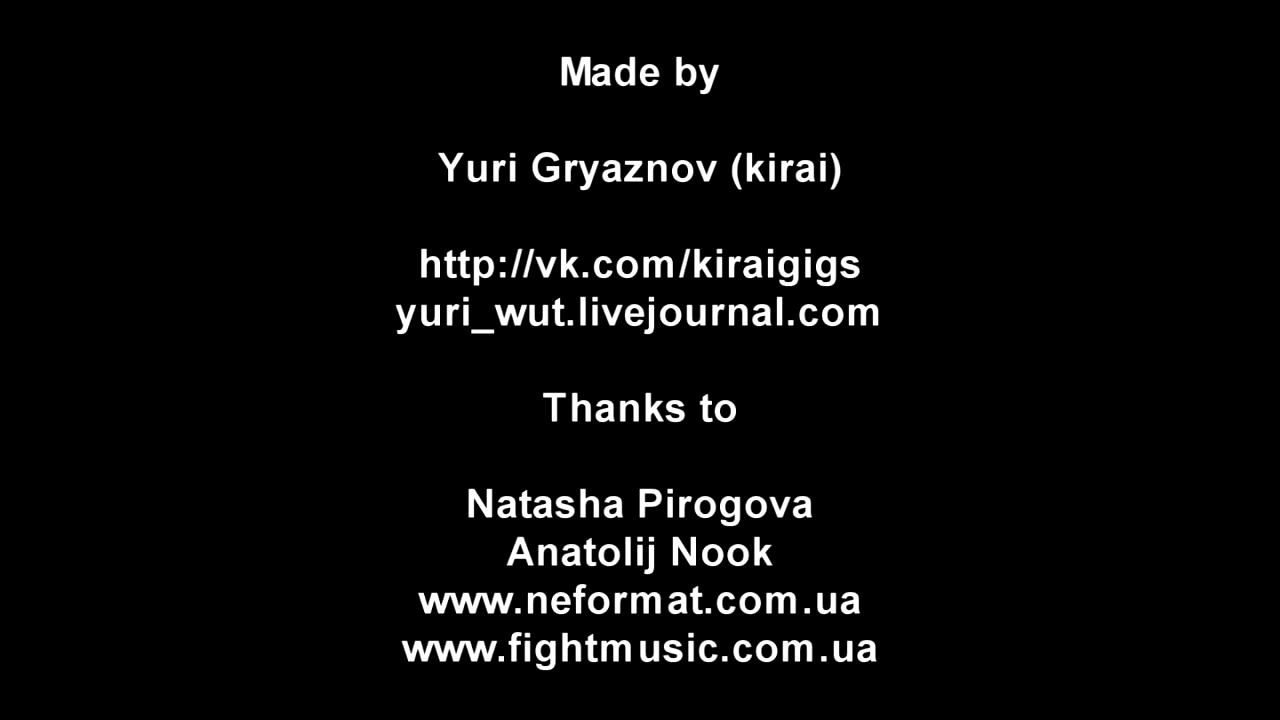 Made by
Yuri Gryaznov (kirai)
http://vk.com/kiraigigs
yuri_wut.livejournal.com
Thanks to
Natasha Pirogova
Anatolij Nook
www.neformat.com.ua
www.fightmusic.com.ua